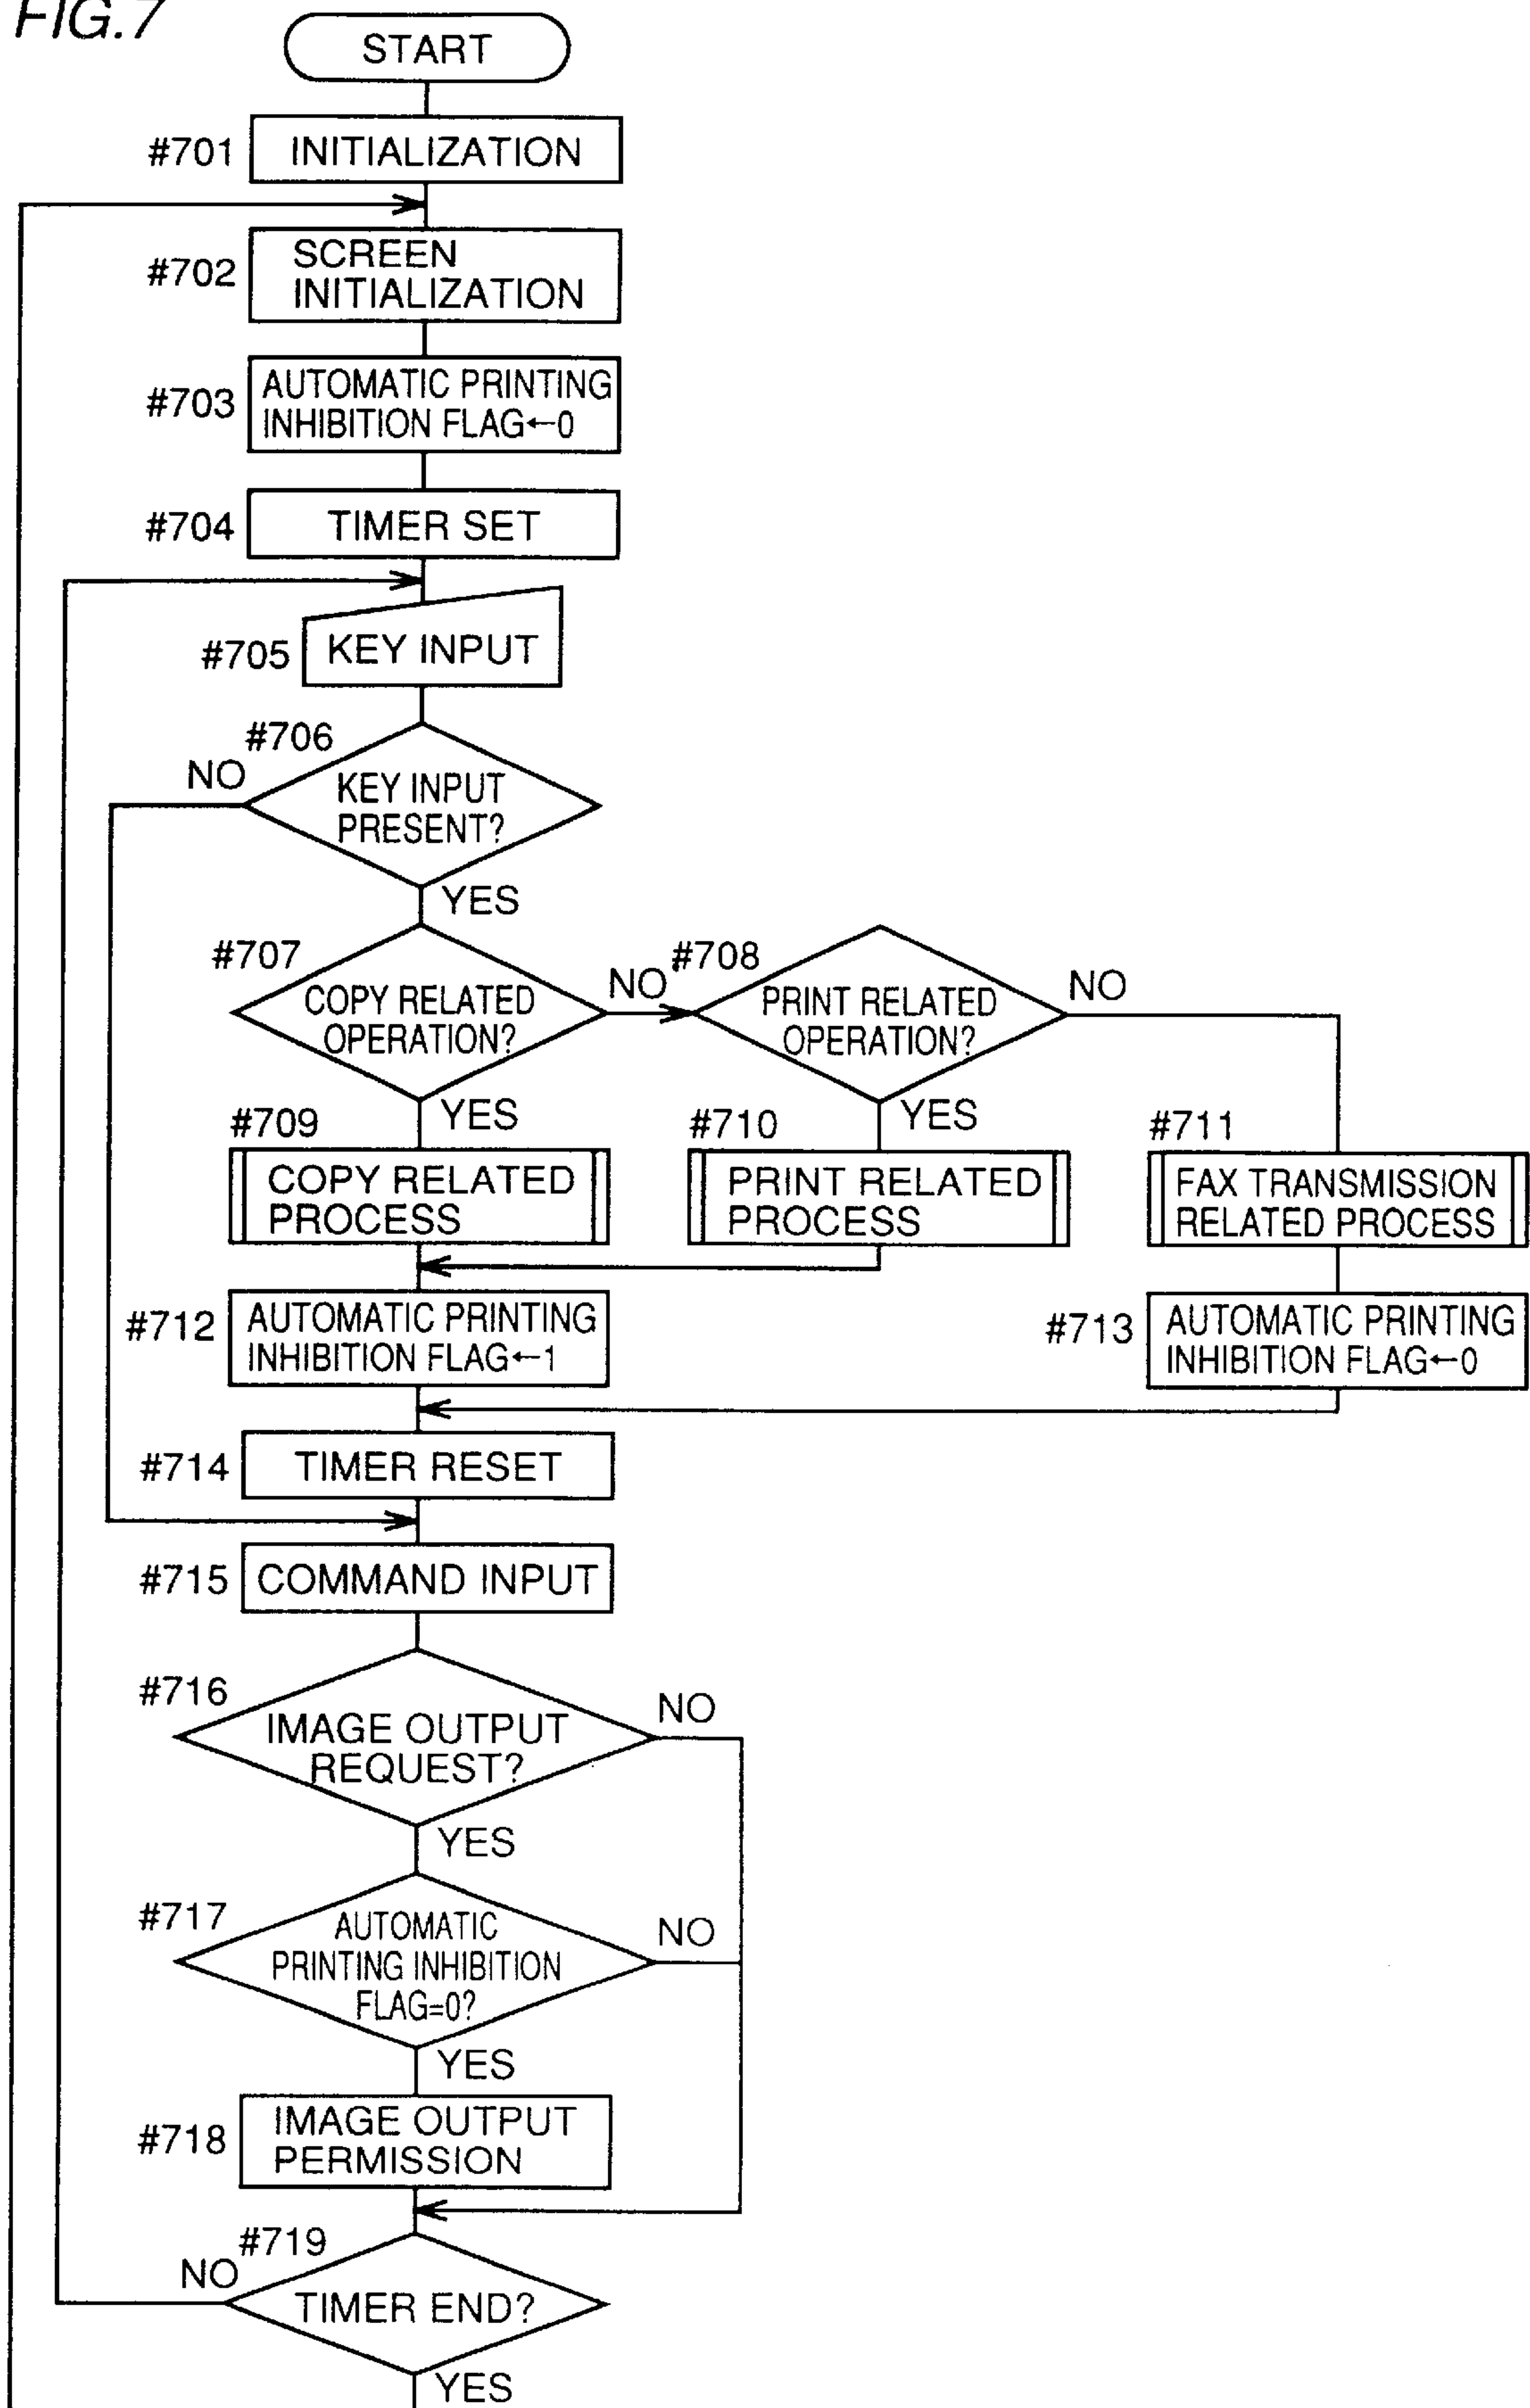 FIG.7
START
#701
INITIALIZATION
#702
SCREEN
INITIALIZATION
#703
AUTOMATIC PRINTING
INHIBITION FLAG←0
#704
TIMER SET
#705
KEY INPUT
#706
NO
KEY INPUT
PRESENT?
YES
#707
COPY RELATED
OPERATION?
NO
#708
PRINT RELATED
OPERATION?
NO
YES
YES
#709
COPY RELATED
PROCESS
#710
PRINT RELATED
PROCESS
#711
FAX TRANSMISSION
RELATED PROCESS
#712
AUTOMATIC PRINTING
INHIBITION FLAG←1
#713
AUTOMATIC PRINTING
INHIBITION FLAG←0
#714
TIMER RESET
#715
COMMAND INPUT
#716
IMAGE OUTPUT
REQUEST?
NO
YES
#717
AUTOMATIC
PRINTING INHIBITION
FLAG=0?
NO
YES
#718
IMAGE OUTPUT
PERMISSION
#719
NO
TIMER END?
YES